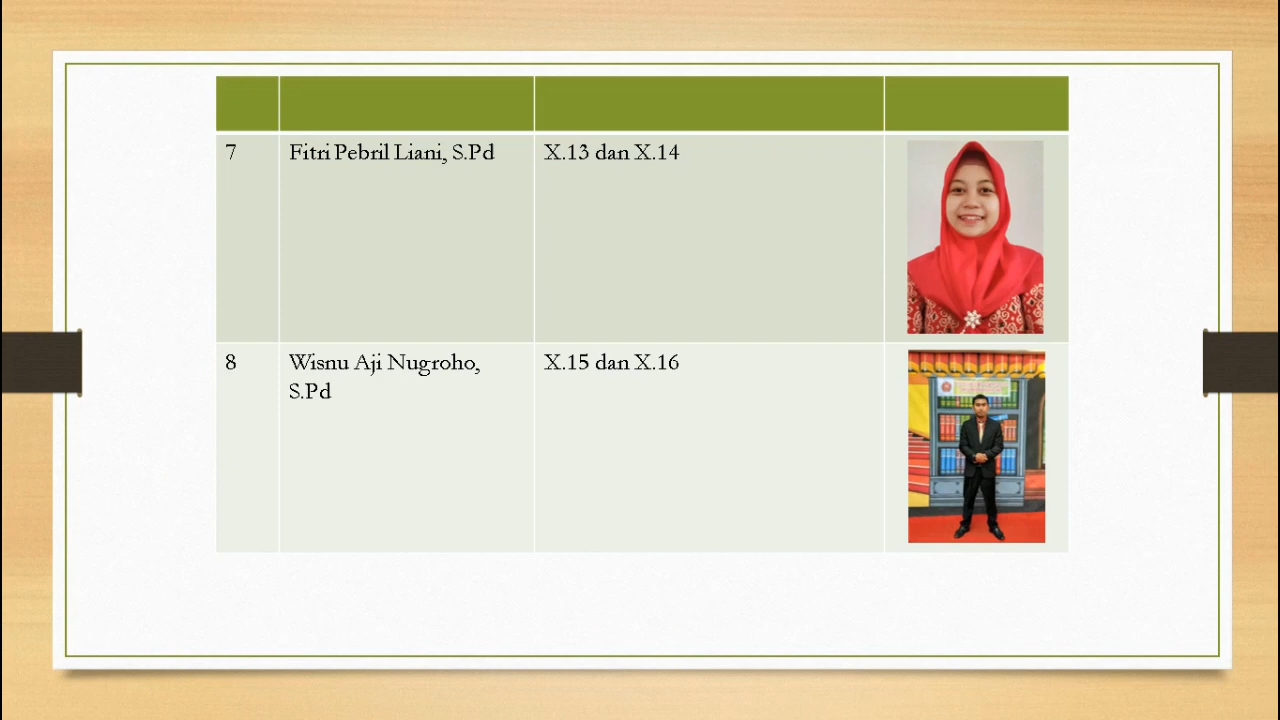 7
Fitri Pebril Liani, S.Pd
X.13 dan X.14
8
Wisnu Aji Nugroho,
S.Pd
X.15 dan X.16